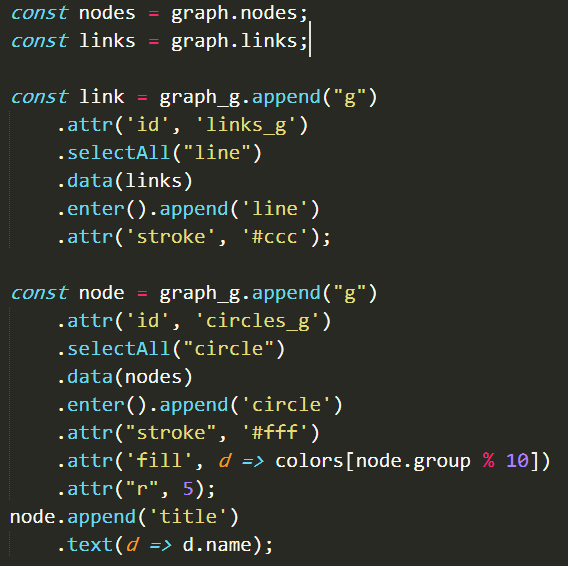 const nodes = graph.nodes;
const links = graph.links;

const link = graph_g.append("g")
    .attr('id', 'links_g')
    .selectAll("line")
    .data(links)
    .enter().append('line')
    .attr('stroke', '#ccc');

const node = graph_g.append("g")
    .attr('id', 'circles_g')
    .selectAll("circle")
    .data(nodes)
    .enter().append('circle')
    .attr("stroke", '#fff')
    .attr('fill', d => colors[node.group % 10])
    .attr("r", 5);
node.append('title')
    .text(d => d.name);